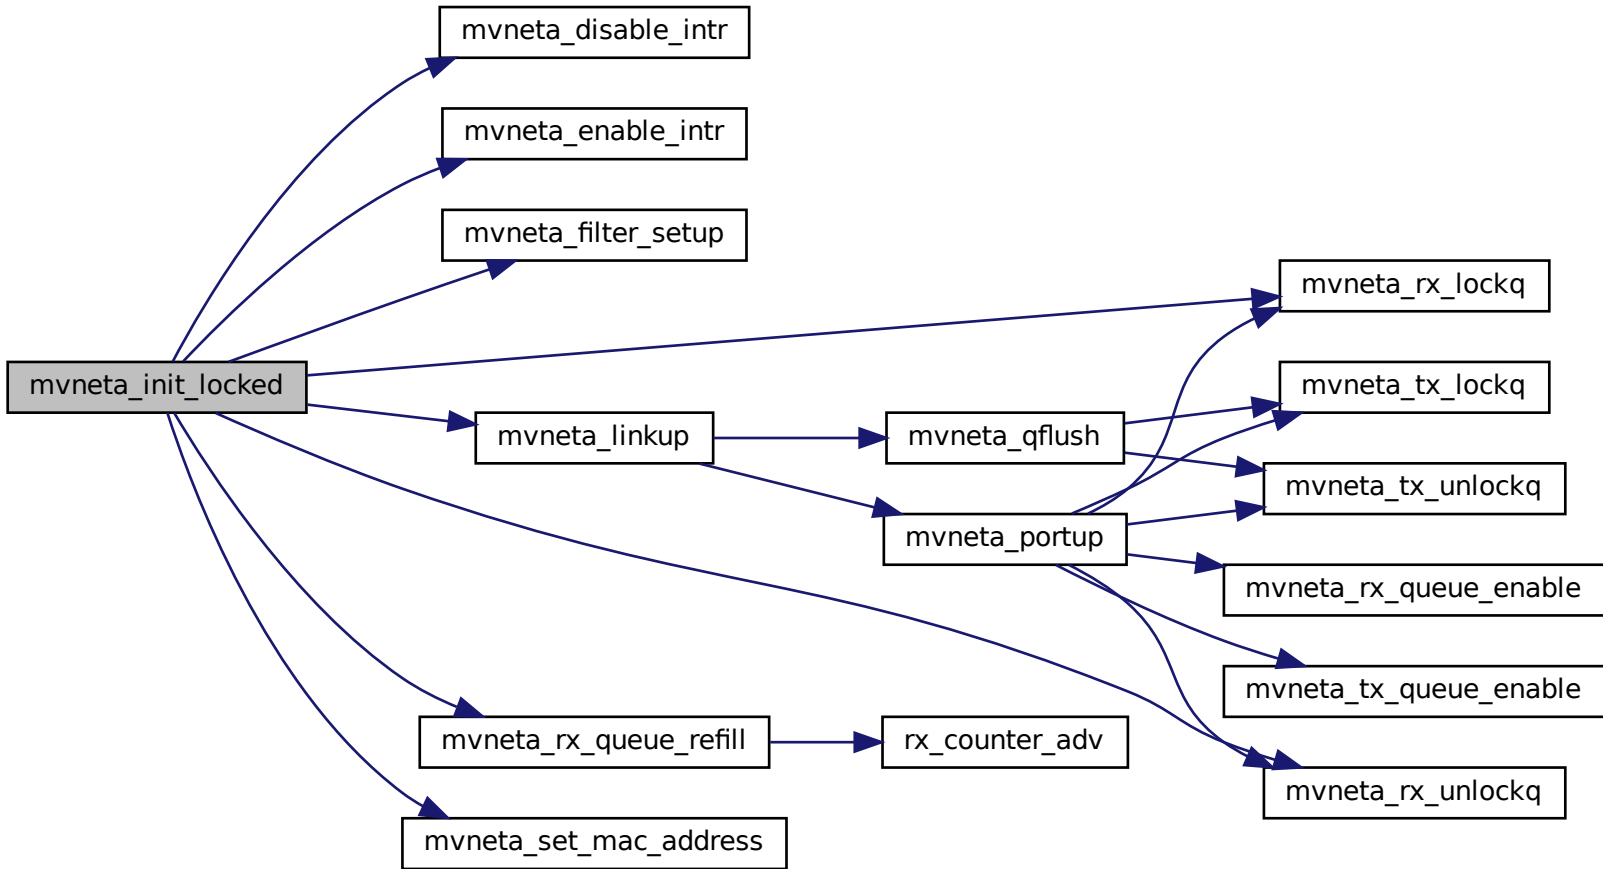 mvneta_disable_intr
mvneta_enable_intr
mvneta_filter_setup
mvneta_rx_lockq
mvneta_init_locked
mvneta_tx_lockq
mvneta_linkup
mvneta_qflush
mvneta_tx_unlockq
mvneta_portup
mvneta_rx_queue_enable
mvneta_tx_queue_enable
mvneta_rx_queue_refill
rx_counter_adv
mvneta_rx_unlockq
mvneta_set_mac_address